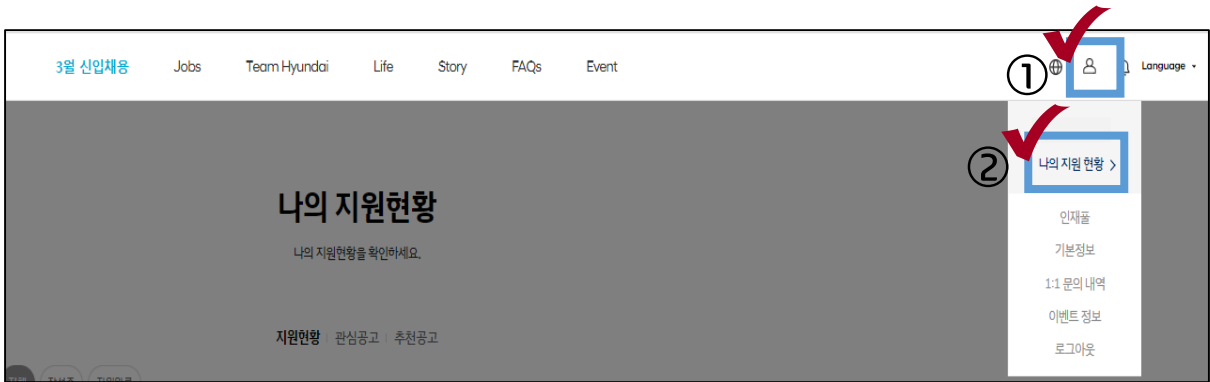 3월 신입채용 Jobs Team Hyundai Life Story FAQs Event ① Language
② 나의 지원 현황 >
나의 지원현황
나의 지원현황을 확인하세요.
지원현황 관심공고 추천공고
인재풀
기본정보
1:1 문의 내역
이벤트 정보
로그아웃